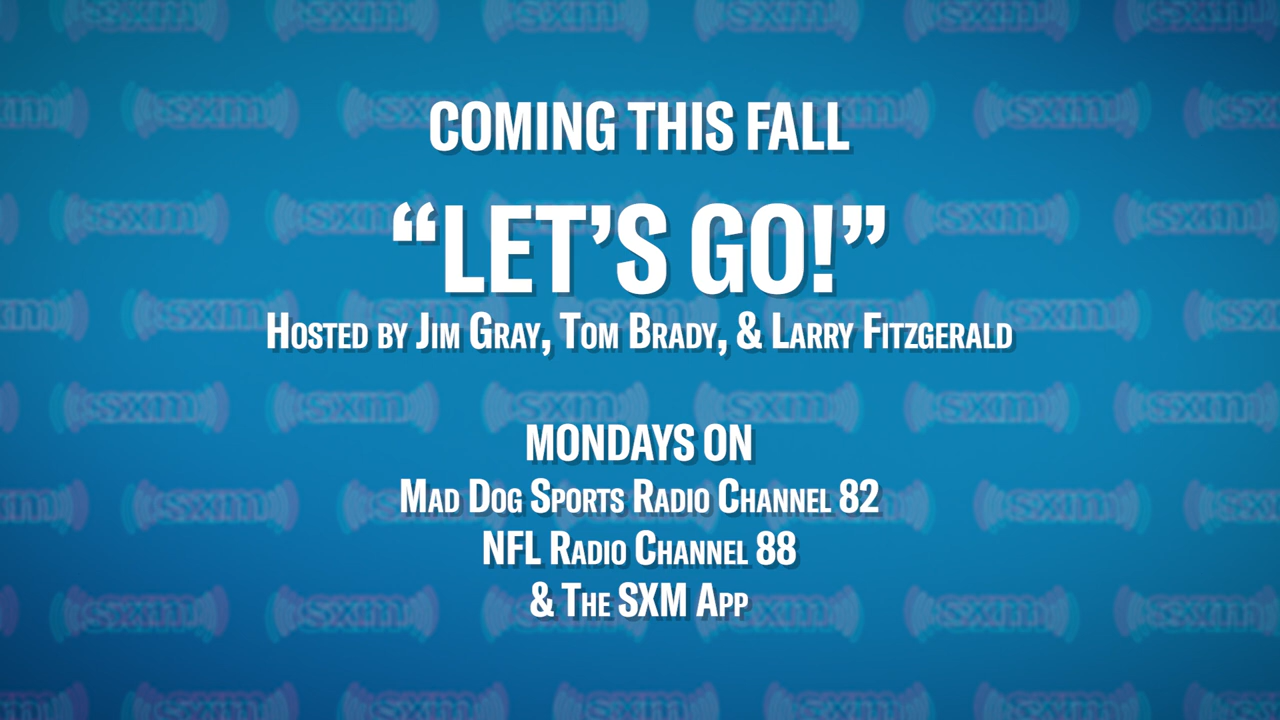 COMING THIS FALL
“LET’S GO!”
HOSTED BY JIM GRAY, TOM BRADY, & LARRY FITZGERALD
MONDAYS ON
MAD DOG SPORTS RADIO CHANNEL 82
NFL RADIO CHANNEL 88
& THE SXM APP